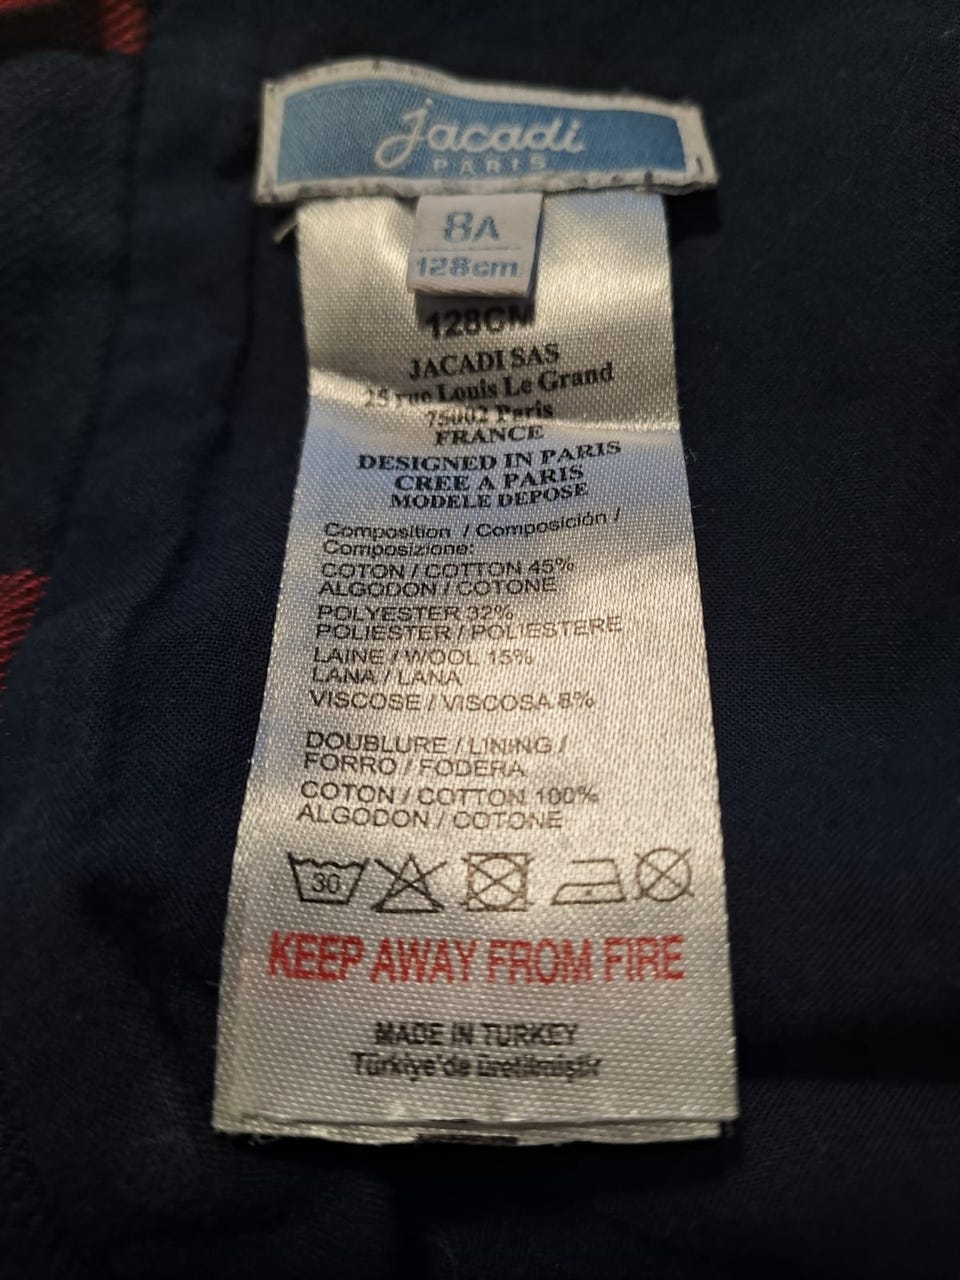 Jacadi
PARIS
8A
128cm
128CM
JACADI SAS
25 rue Louis Le Grand
75002 Paris
FRANCE
DESIGNED IN PARIS
CREE A PARIS
MODELE DEPOSE
Composition / Composición /
Composizione:
COTON / COTTON 45%
ALGODON / COTONE
POLYESTER 32%
POLIESTER / POLIESTERE
LAINE / WOOL 15%
LANA / LANA
VISCOSE / VISCOSA 8%
DOUBLURE / LINING /
FORRO / FODERA
COTON / COTTON 100%
ALGODON / COTONE
30
KEEP AWAY FROM FIRE
MADE IN TURKEY
Türkiye'de üretilmiştir